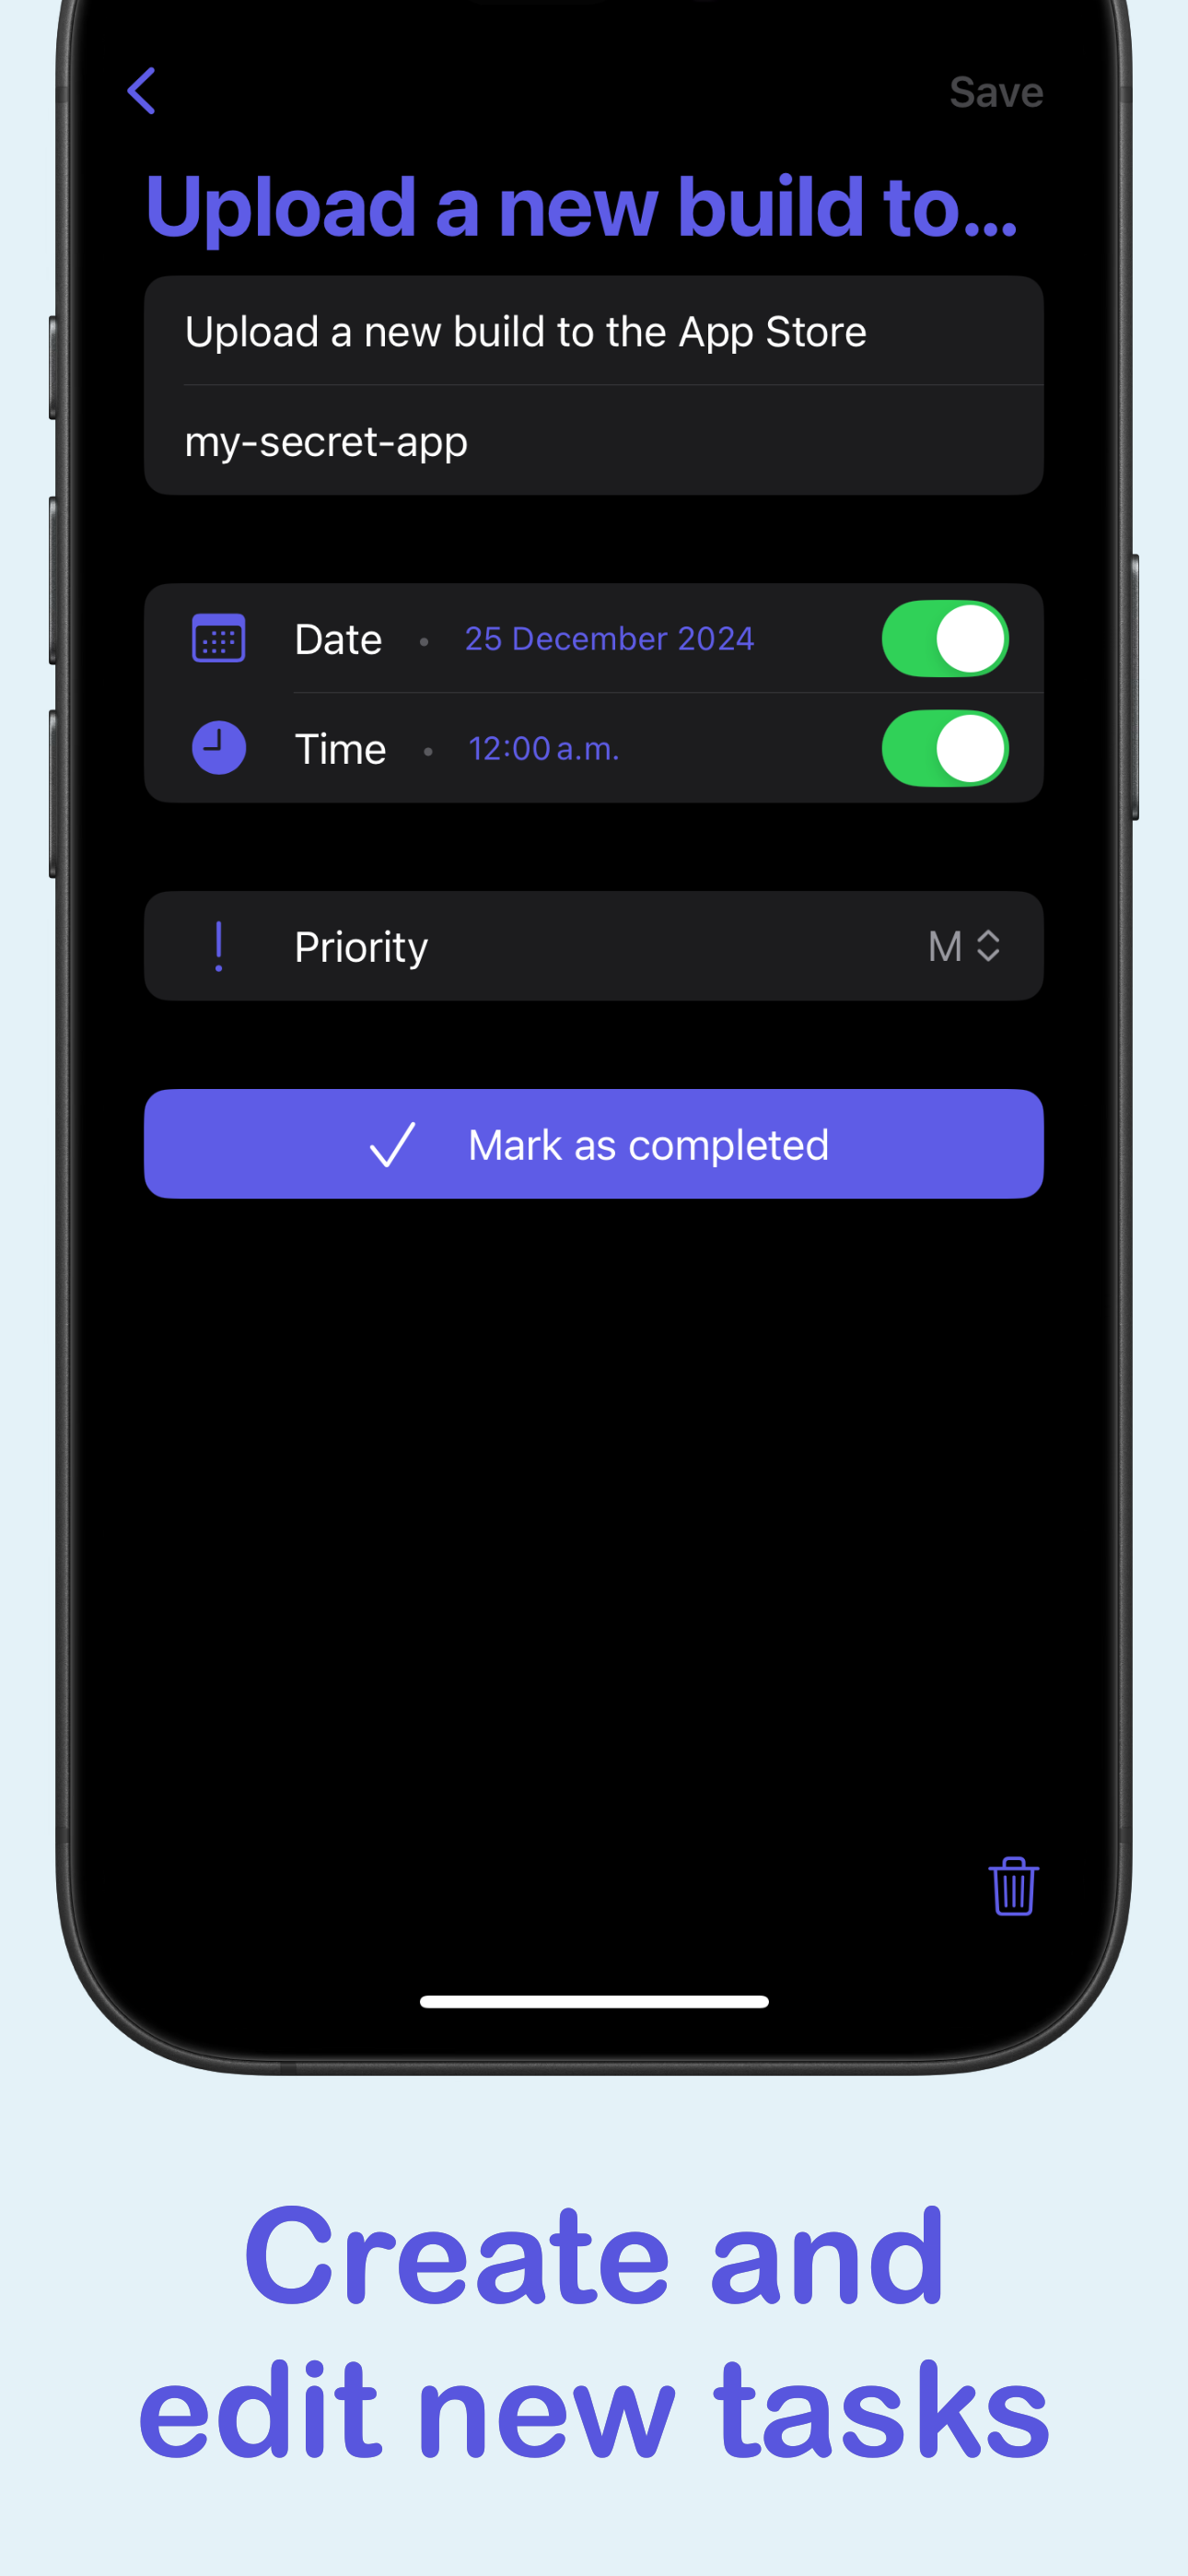 Save
Upload a new build to...
Upload a new build to the App Store
my-secret-app
Date • 25 December 2024
Time • 12:00 a.m.
Priority M
Mark as completed
Create and
edit new tasks